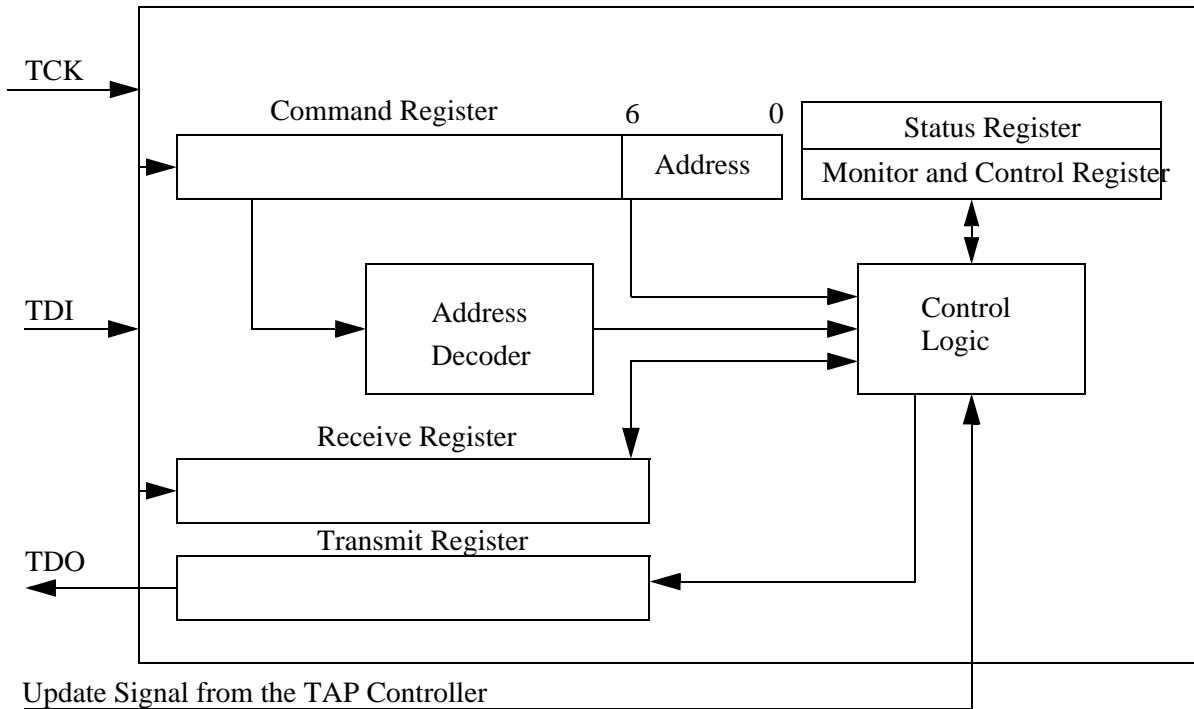 TCK
Command Register
6
0
Status Register
Address
Monitor and Control Register
TDI
Address
Decoder
Control
Logic
Receive Register
Transmit Register
TDO
Update Signal from the TAP Controller